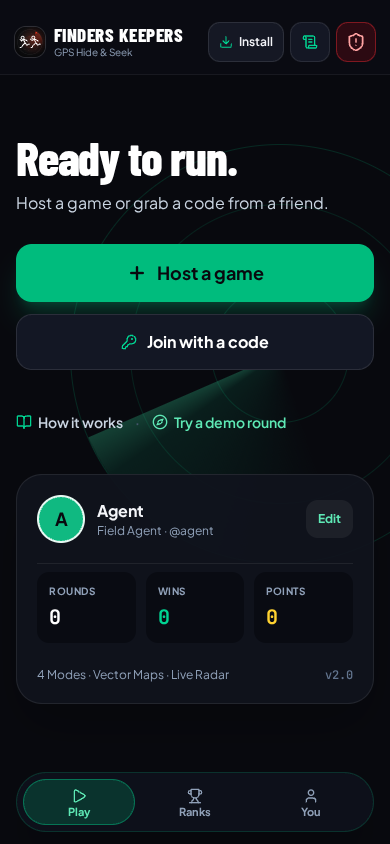 FINDERS KEEPERS
GPS Hide & Seek
Install
Ready to run.
Host a game or grab a code from a friend.
Host a game
Join with a code
How it works · Try a demo round
A
Agent
Field Agent · @agent
Edit
ROUNDS WINS POINTS
0 0 0
4 Modes · Vector Maps · Live Radar v2.0
Play Ranks You